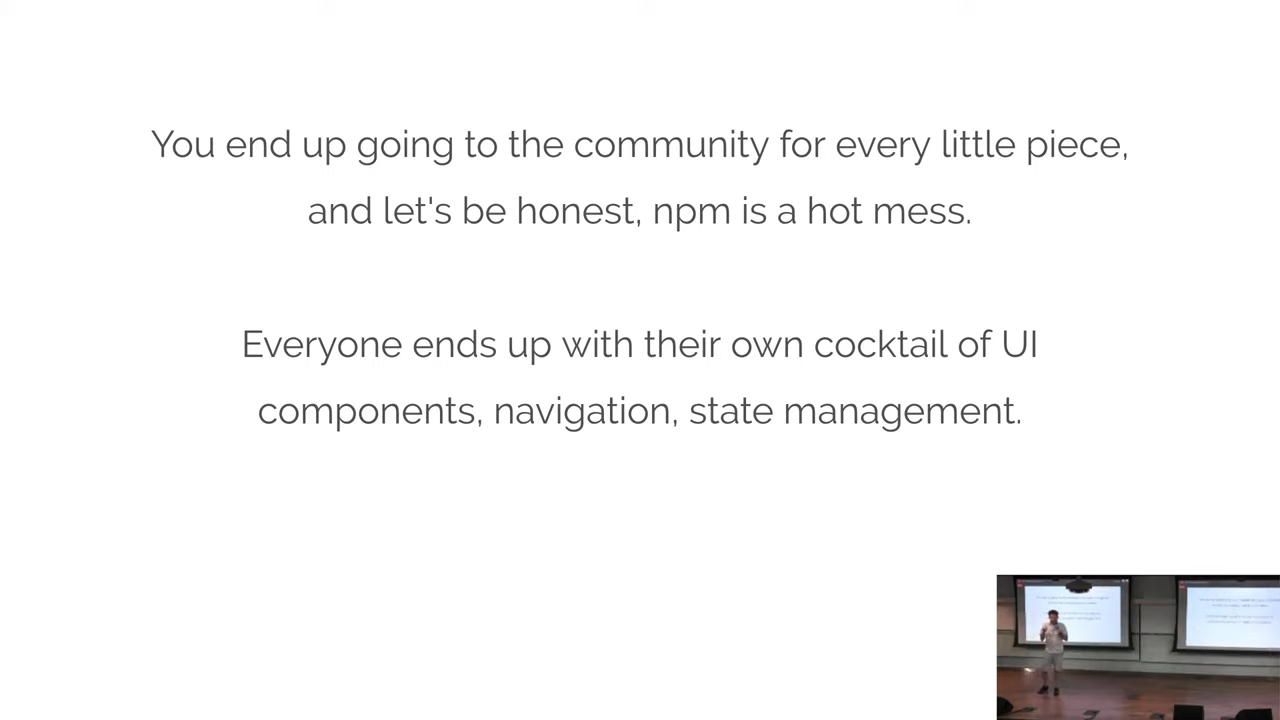 You end up going to the community for every little piece,
and let's be honest, npm is a hot mess.
Everyone ends up with their own cocktail of UI
components, navigation, state management.